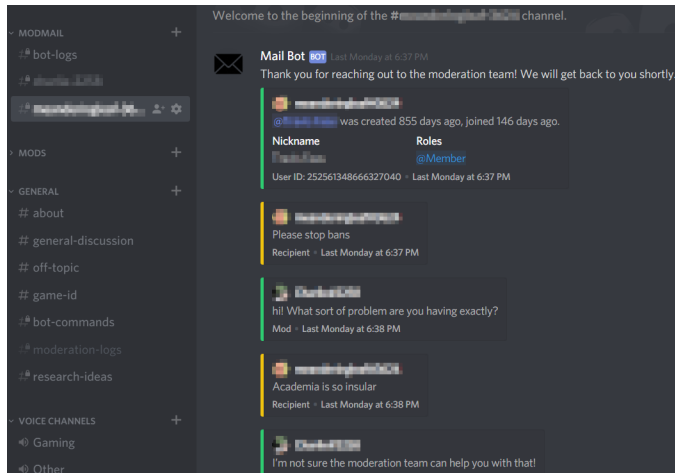 MODMAIL
bot-logs
MODS
GENERAL
about
general-discussion
off-topic
game-id
bot-commands
moderation-logs
research-ideas
VOICE CHANNELS
Gaming
Other
Welcome to the beginning of the # channel.
Mail Bot BOT Last Monday at 6:37 PM
Thank you for reaching out to the moderation team! We will get back to you shortly.
@ was created 855 days ago, joined 146 days ago.
Nickname Roles
@Member
User ID: 252561348666327040 • Last Monday at 6:37 PM
Please stop bans
Recipient • Last Monday at 6:37 PM
hi! What sort of problem are you having exactly?
Mod • Last Monday at 6:38 PM
Academia is so insular
Recipient • Last Monday at 6:38 PM
I'm not sure the moderation team can help you with that!